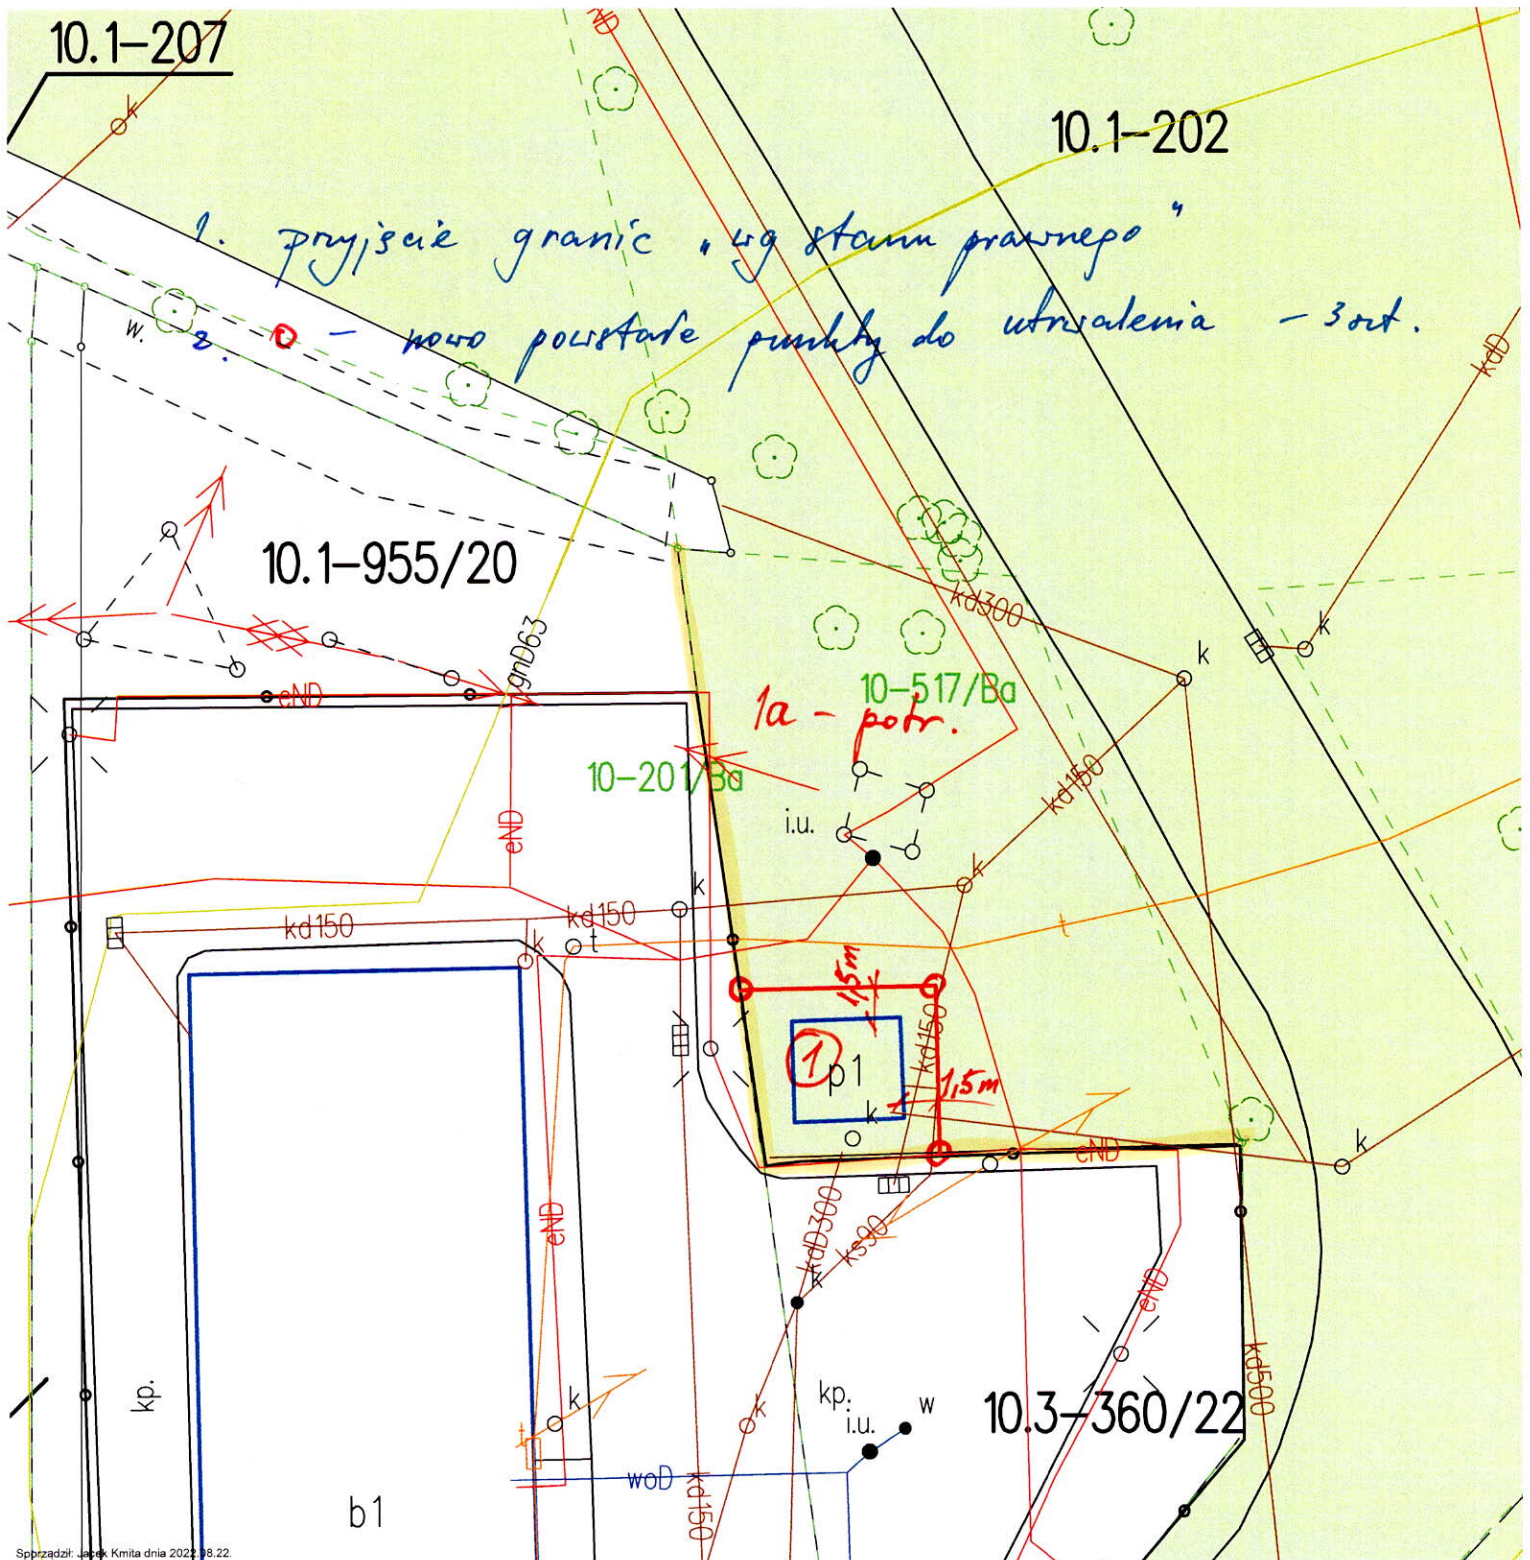 10.1-207
k
10.1-202
1. przyjęcie granic „wg stanu prawnego"
w.
2. o - nowo powstałe punkty do utrwalenia - 3 szt.
kdD
10.1-955/20
kd300
gnD63
k
k
eND
10-517/Ba
1a - potr.
10-201/Ba
kd150
i.u.
eND
k
k
kd150
kd150
t
k
t
1,5m
kd150
1
p1
1,5m
k
k
eND
eND
kdD300
ks90
k
eND
kp.
k
k
kp.
i.u.
w
10.3-360/22
kd500
t
woD
kd150
b1
Sporządził: Jacek Kmita dnia 2022.08.22.